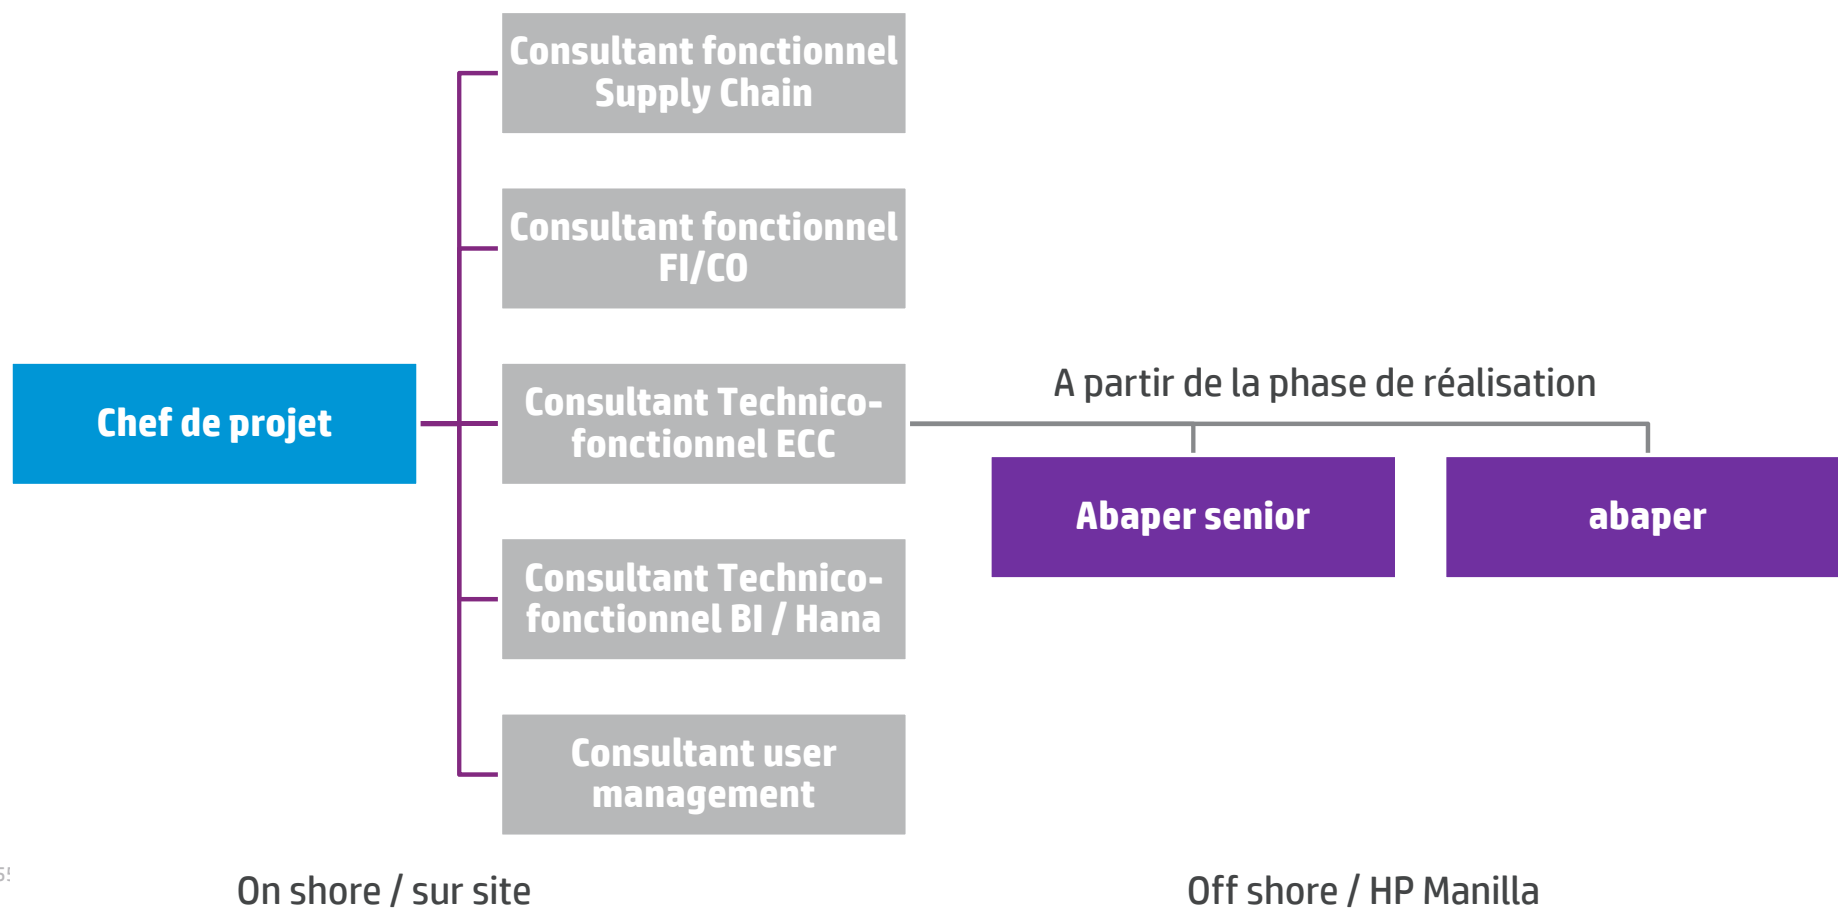 Consultant fonctionnel
Supply Chain
Consultant fonctionnel
FI/CO
Chef de projet
Consultant Technico-
fonctionnel ECC
A partir de la phase de réalisation
Abaper senior
abaper
Consultant Technico-
fonctionnel BI / Hana
Consultant user
management
On shore / sur site
Off shore / HP Manilla